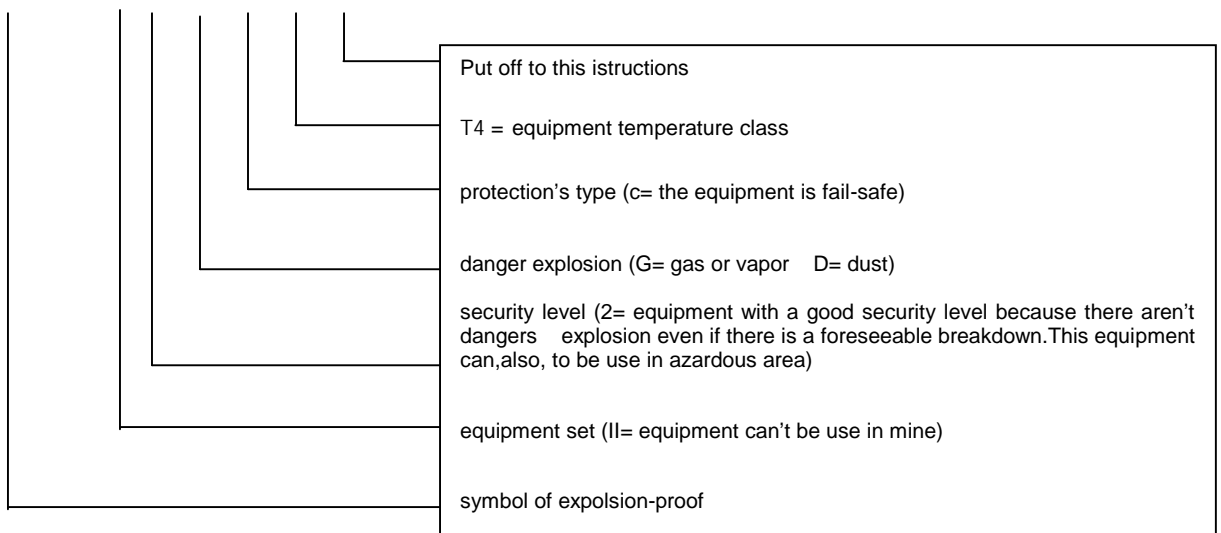 Put off to this istructions
T4 = equipment temperature class
protection's type (c= the equipment is fail-safe)
danger explosion (G= gas or vapor    D= dust)
security level (2= equipment with a good security level because there aren't
dangers    explosion even if there is a foreseeable breakdown.This equipment
can,also, to be use in azardous area)
equipment set (II= equipment can't be use in mine)
symbol of expolsion-proof